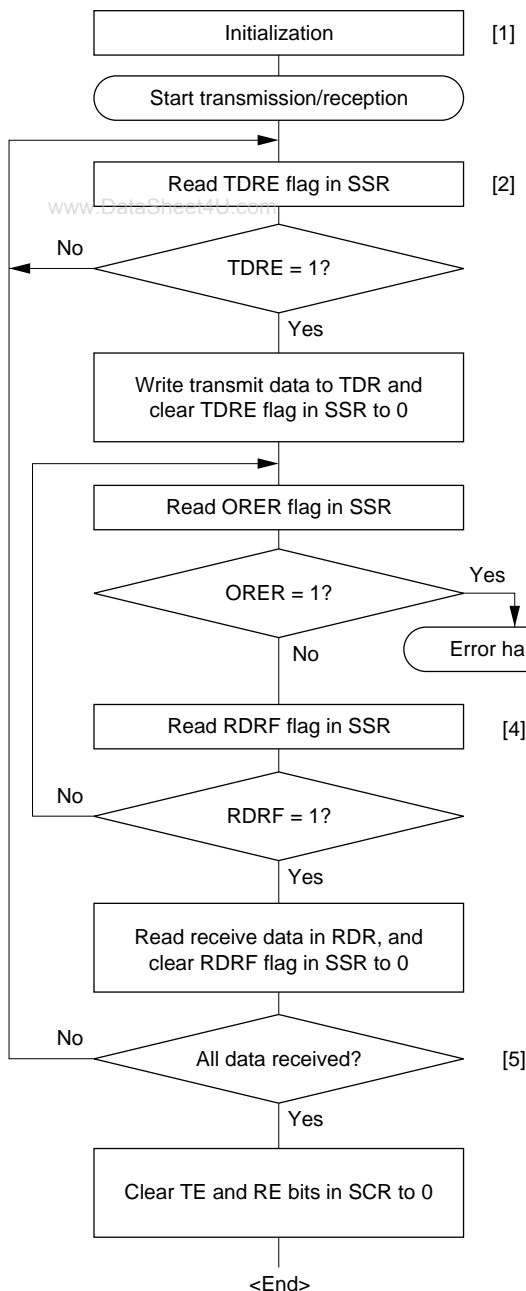 Initialization
[1]
Start transmission/reception
Read TDRE flag in SSR
[2]
www.DataSheet4U.com
No
TDRE = 1?
Yes
Write transmit data to TDR and
clear TDRE flag in SSR to 0
Read ORER flag in SSR
ORER = 1?
Yes
Error ha
No
Read RDRF flag in SSR
[4]
No
RDRF = 1?
Yes
Read receive data in RDR, and
clear RDRF flag in SSR to 0
No
All data received?
[5]
Yes
Clear TE and RE bits in SCR to 0
<End>